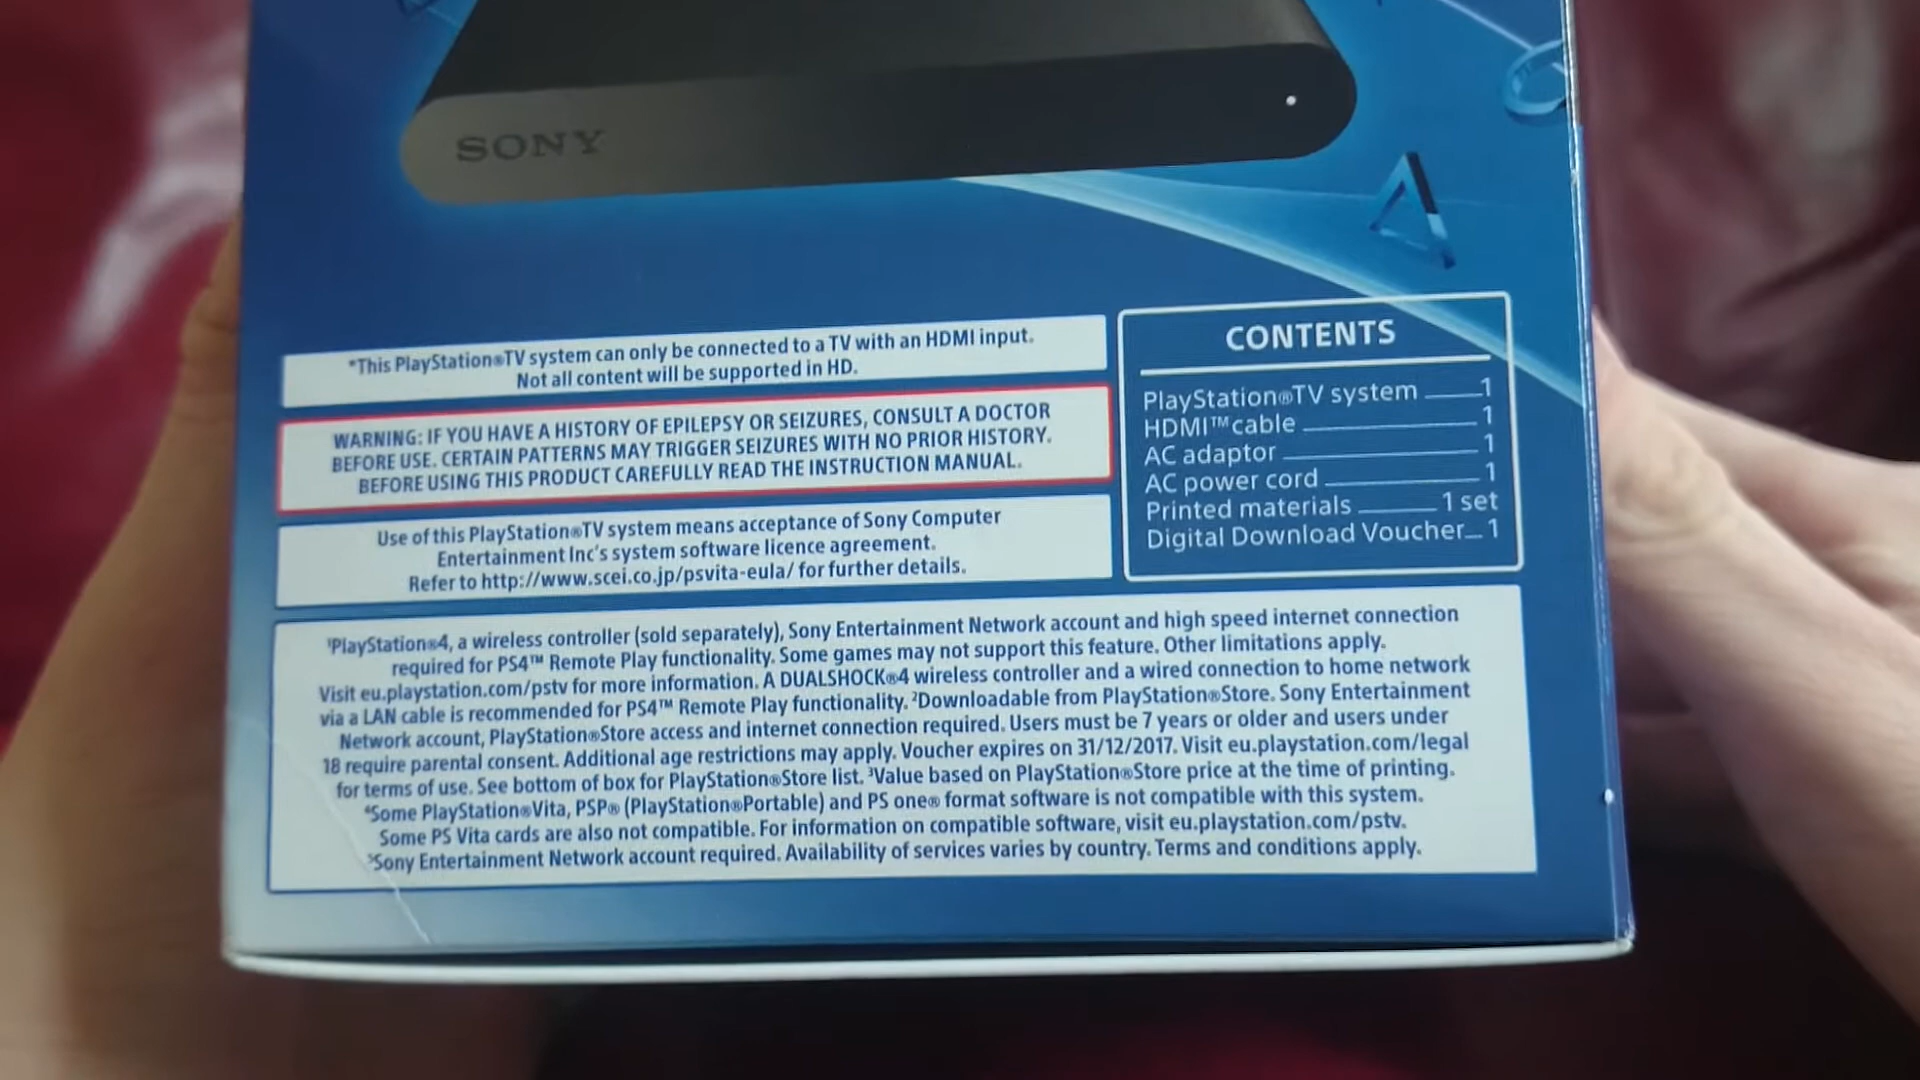 SONY
*This PlayStation®TV system can only be connected to a TV with an HDMI input.
Not all content will be supported in HD.
WARNING: IF YOU HAVE A HISTORY OF EPILEPSY OR SEIZURES, CONSULT A DOCTOR
BEFORE USE. CERTAIN PATTERNS MAY TRIGGER SEIZURES WITH NO PRIOR HISTORY.
BEFORE USING THIS PRODUCT CAREFULLY READ THE INSTRUCTION MANUAL.
Use of this PlayStation®TV system means acceptance of Sony Computer
Entertainment Inc's system software licence agreement.
Refer to http://www.scei.co.jp/psvita-eula/ for further details.
CONTENTS
PlayStation®TV system 1
HDMI™ cable 1
AC adaptor 1
AC power cord 1
Printed materials 1 set
Digital Download Voucher 1
¹PlayStation®4, a wireless controller (sold separately), Sony Entertainment Network account and high speed internet connection
required for PS4™ Remote Play functionality. Some games may not support this feature. Other limitations apply.
Visit eu.playstation.com/pstv for more information. A DUALSHOCK®4 wireless controller and a wired connection to home network
via a LAN cable is recommended for PS4™ Remote Play functionality. ²Downloadable from PlayStation®Store. Sony Entertainment
Network account, PlayStation®Store access and internet connection required. Users must be 7 years or older and users under
18 require parental consent. Additional age restrictions may apply. Voucher expires on 31/12/2017. Visit eu.playstation.com/legal
for terms of use. See bottom of box for PlayStation®Store list. ³Value based on PlayStation®Store price at the time of printing.
⁴Some PlayStation®Vita, PSP® (PlayStation®Portable) and PS one® format software is not compatible with this system.
Some PS Vita cards are also not compatible. For information on compatible software, visit eu.playstation.com/pstv.
⁵Sony Entertainment Network account required. Availability of services varies by country. Terms and conditions apply.